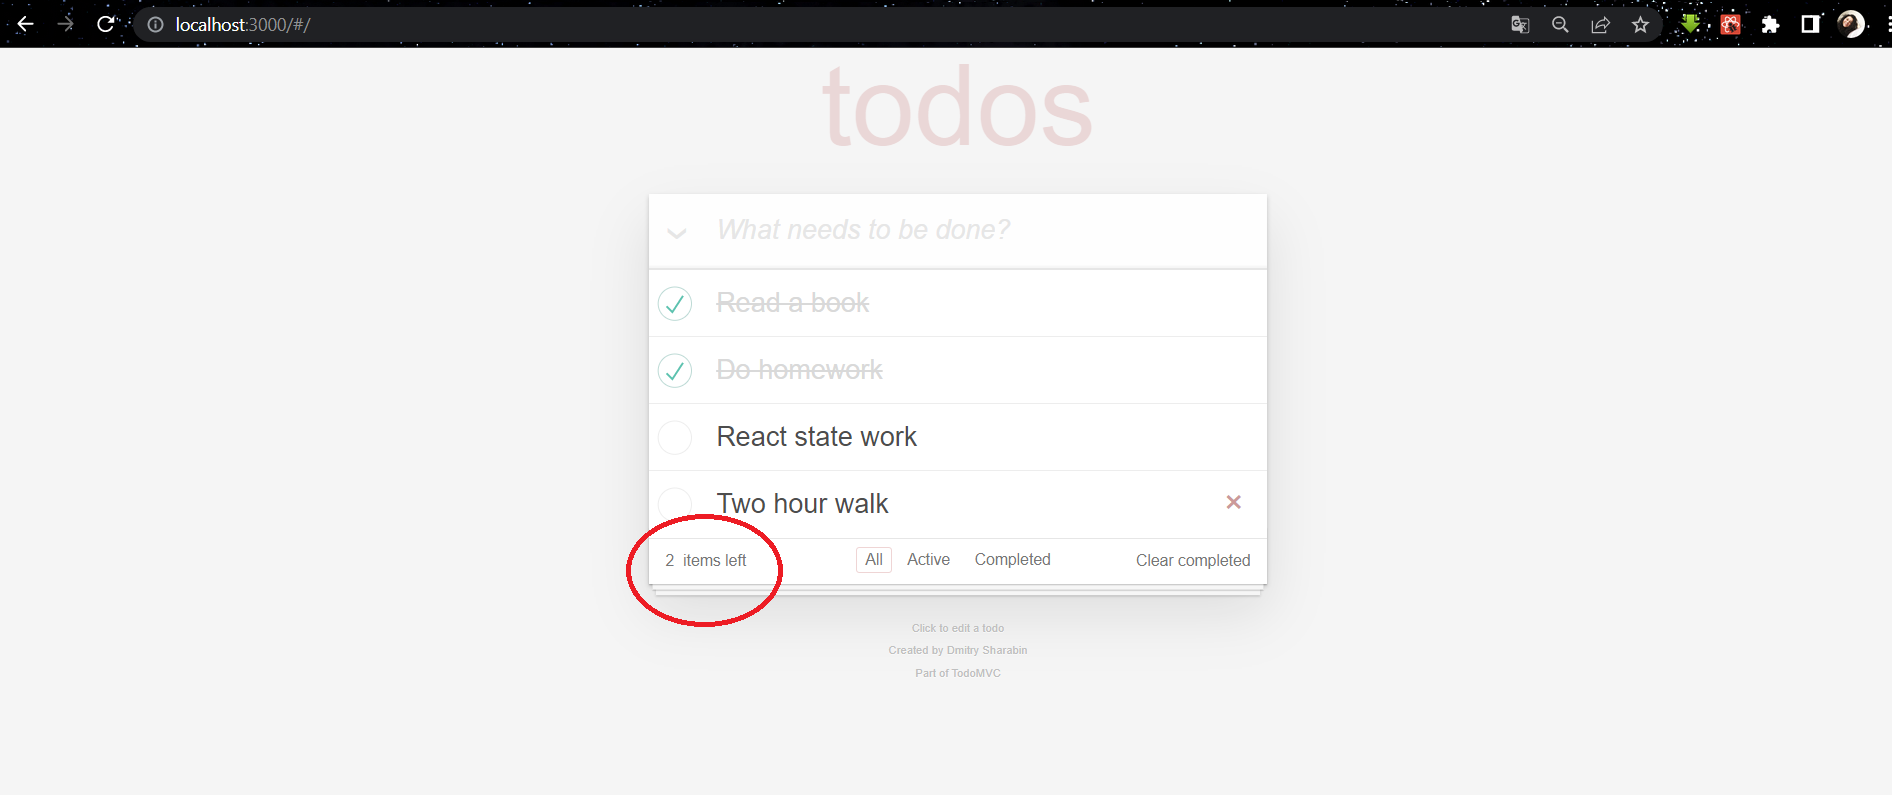 localhost:3000/#/
todos
What needs to be done?
Read a book
Do homework
React state work
Two hour walk
2 items left
All Active Completed
Clear completed
Click to edit a todo
Created by Dmitry Sharabin
Part of TodoMVC